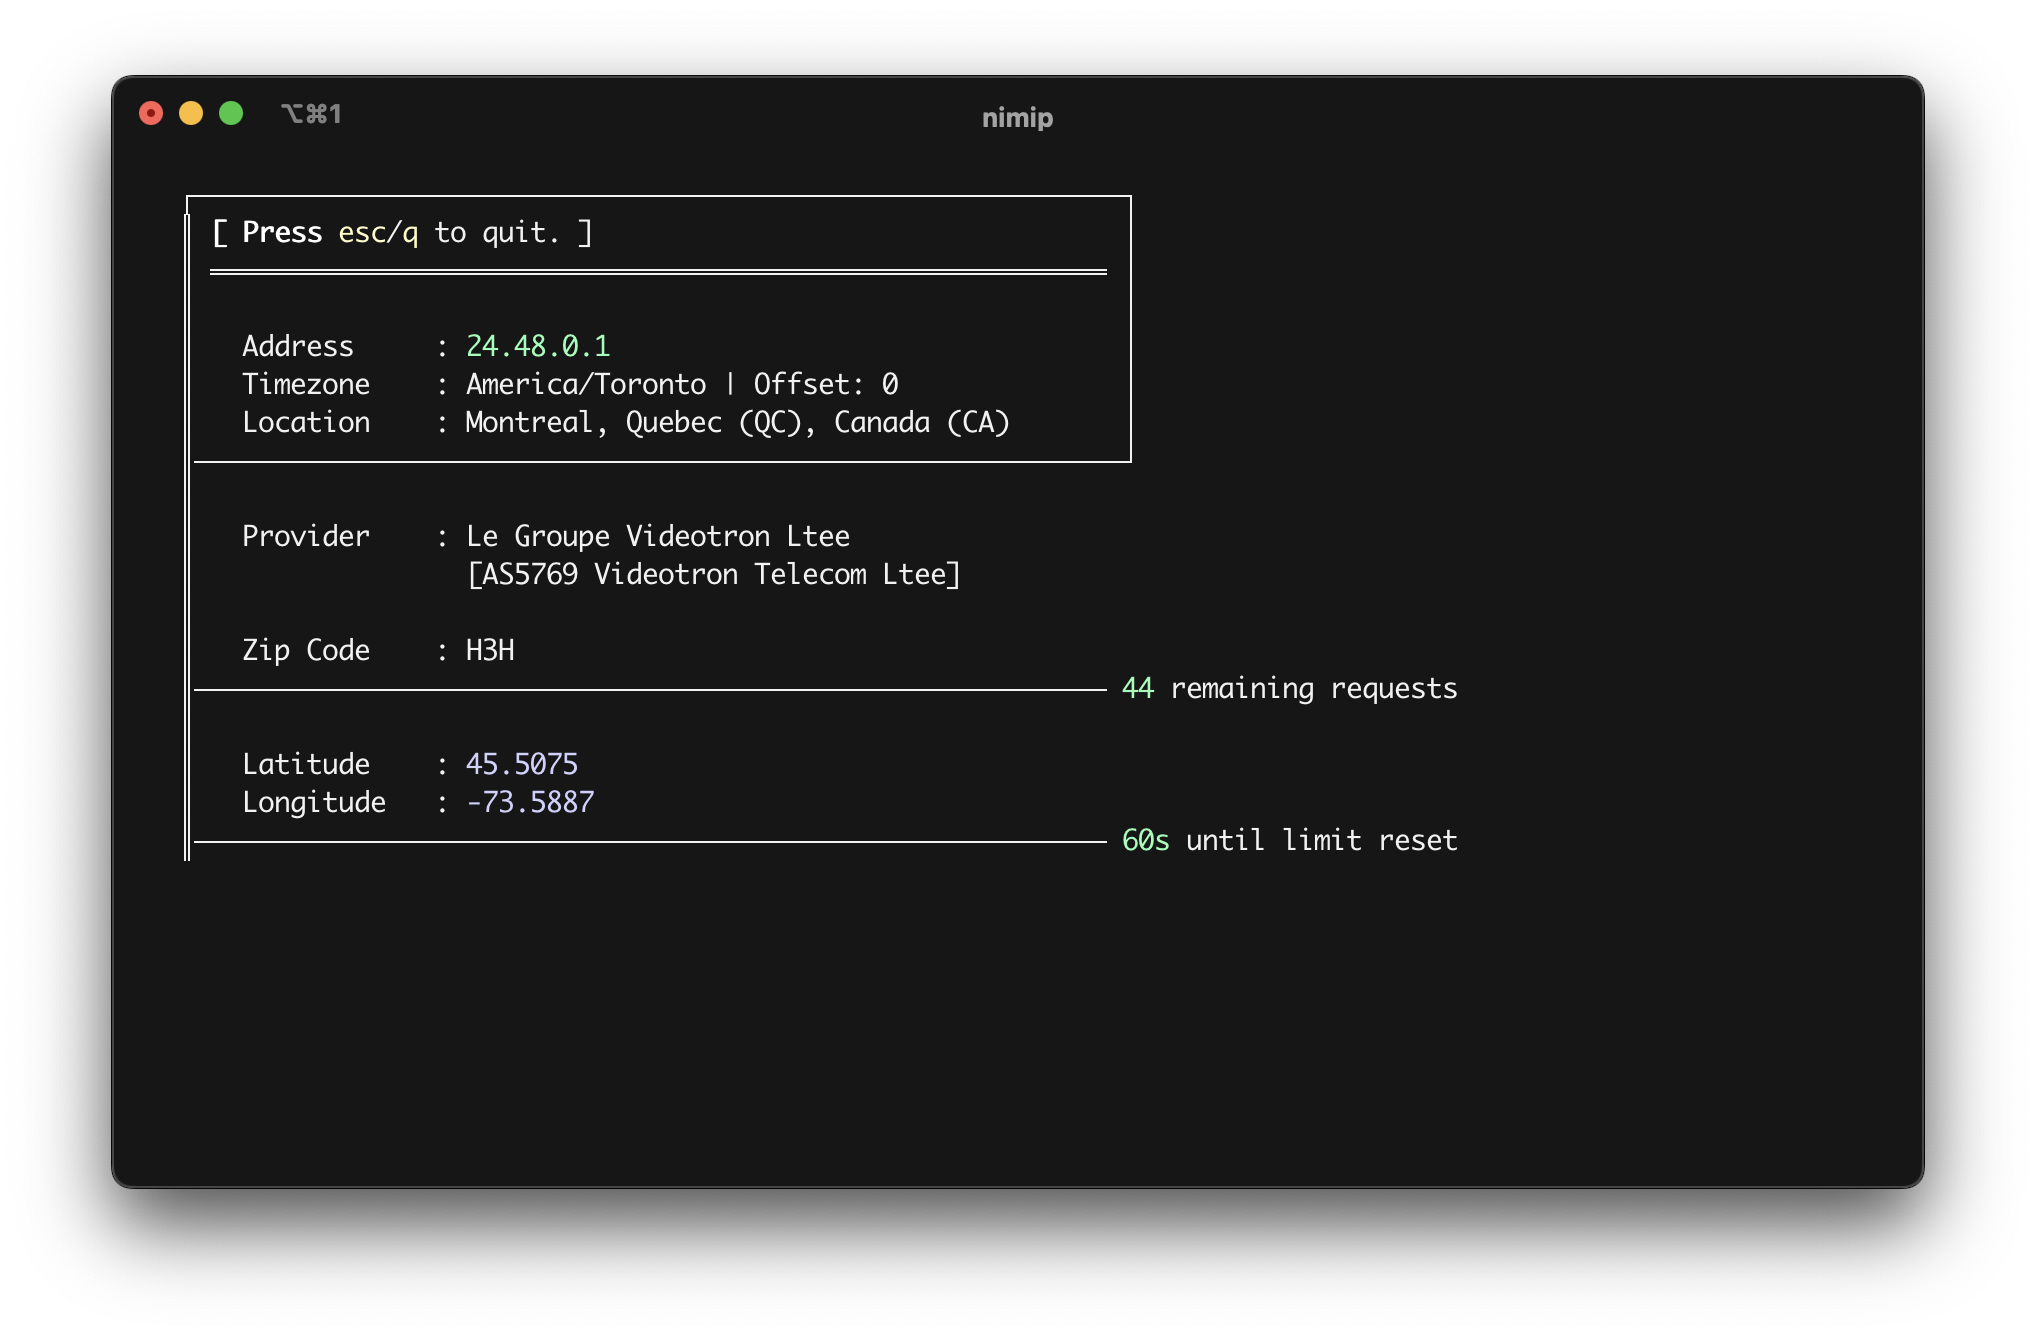 ⌥⌘1
nimip
[ Press esc/q to quit. ]
Address : 24.48.0.1
Timezone : America/Toronto | Offset: 0
Location : Montreal, Quebec (QC), Canada (CA)
Provider : Le Groupe Videotron Ltee
[AS5769 Videotron Telecom Ltee]
Zip Code : H3H
44 remaining requests
Latitude : 45.5075
Longitude : -73.5887
60s until limit reset